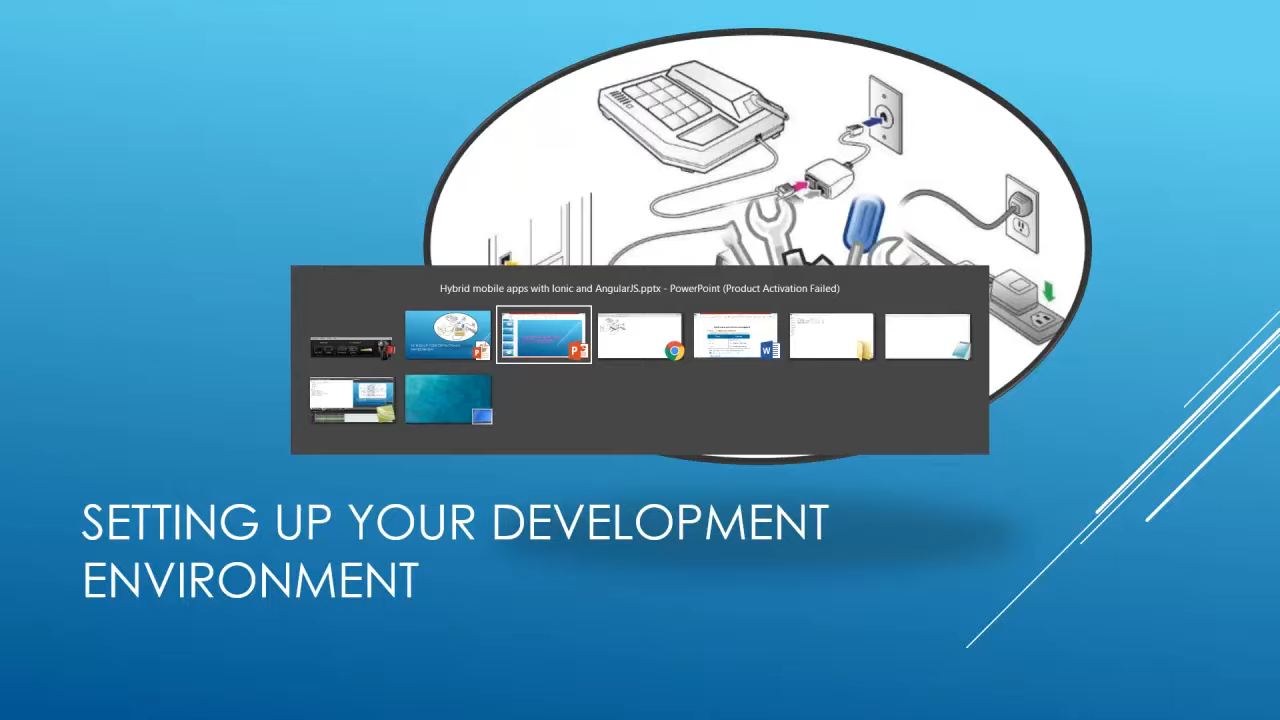 Hybrid mobile apps with Ionic and AngularJS.pptx - PowerPoint (Product Activation Failed)
SETTING UP YOUR DEVELOPMENT
ENVIRONMENT